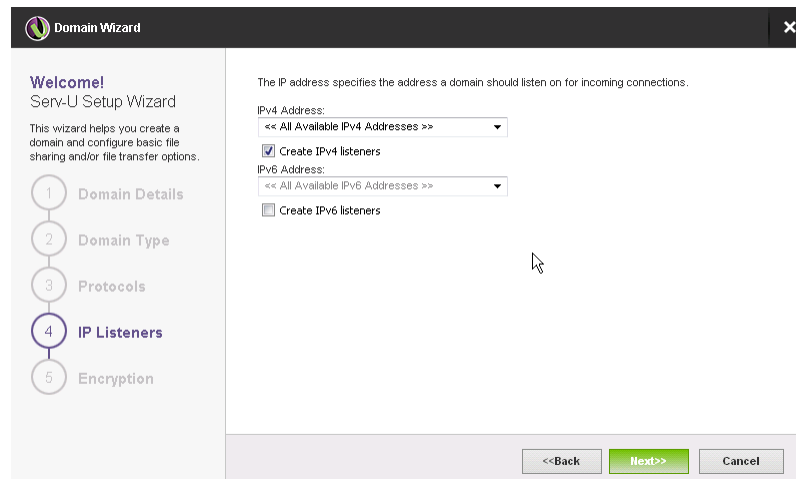 Domain Wizard
Welcome!
Serv-U Setup Wizard
This wizard helps you create a
domain and configure basic file
sharing and/or file transfer options.
1 Domain Details
2 Domain Type
3 Protocols
4 IP Listeners
5 Encryption
The IP address specifies the address a domain should listen on for incoming connections.
IPv4 Address:
<< All Available IPv4 Addresses >>
Create IPv4 listeners
IPv6 Address:
<< All Available IPv6 Addresses >>
Create IPv6 listeners
<<Back Next>> Cancel